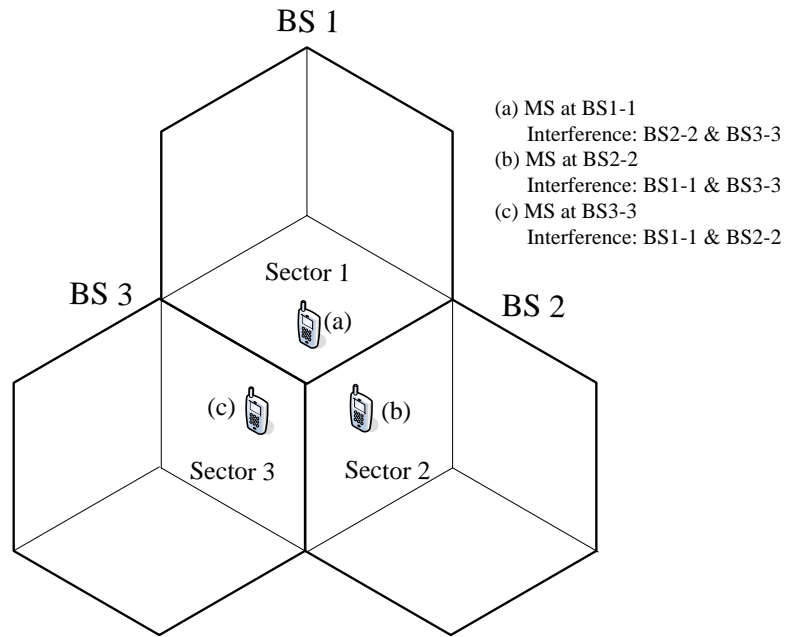 BS 1
(a) MS at BS1-1
Interference: BS2-2 & BS3-3
(b) MS at BS2-2
Interference: BS1-1 & BS3-3
(c) MS at BS3-3
Interference: BS1-1 & BS2-2
Sector 1
BS 3
BS 2
(a)
(c)
(b)
Sector 3
Sector 2